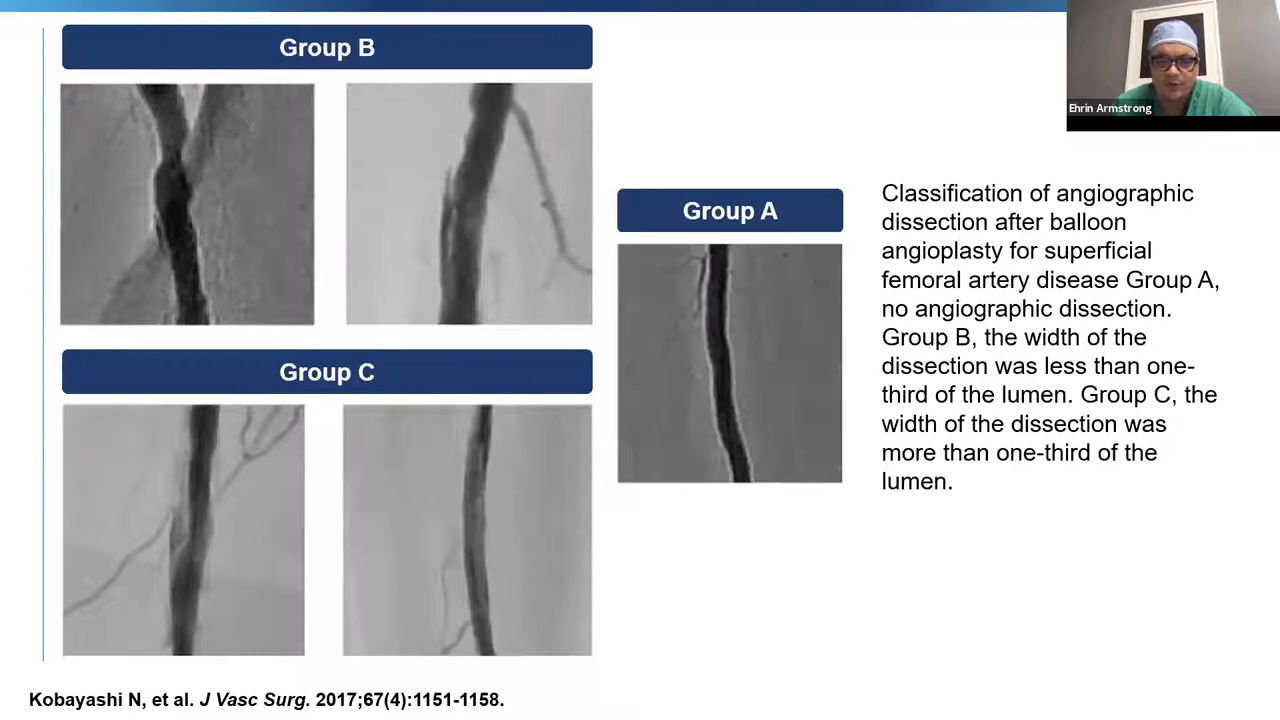 Group B
Group C
Group A
Classification of angiographic
dissection after balloon
angioplasty for superficial
femoral artery disease Group A,
no angiographic dissection.
Group B, the width of the
dissection was less than one-
third of the lumen. Group C, the
width of the dissection was
more than one-third of the
lumen.
Ehrin Armstrong
Kobayashi N, et al. J Vasc Surg. 2017;67(4):1151-1158.